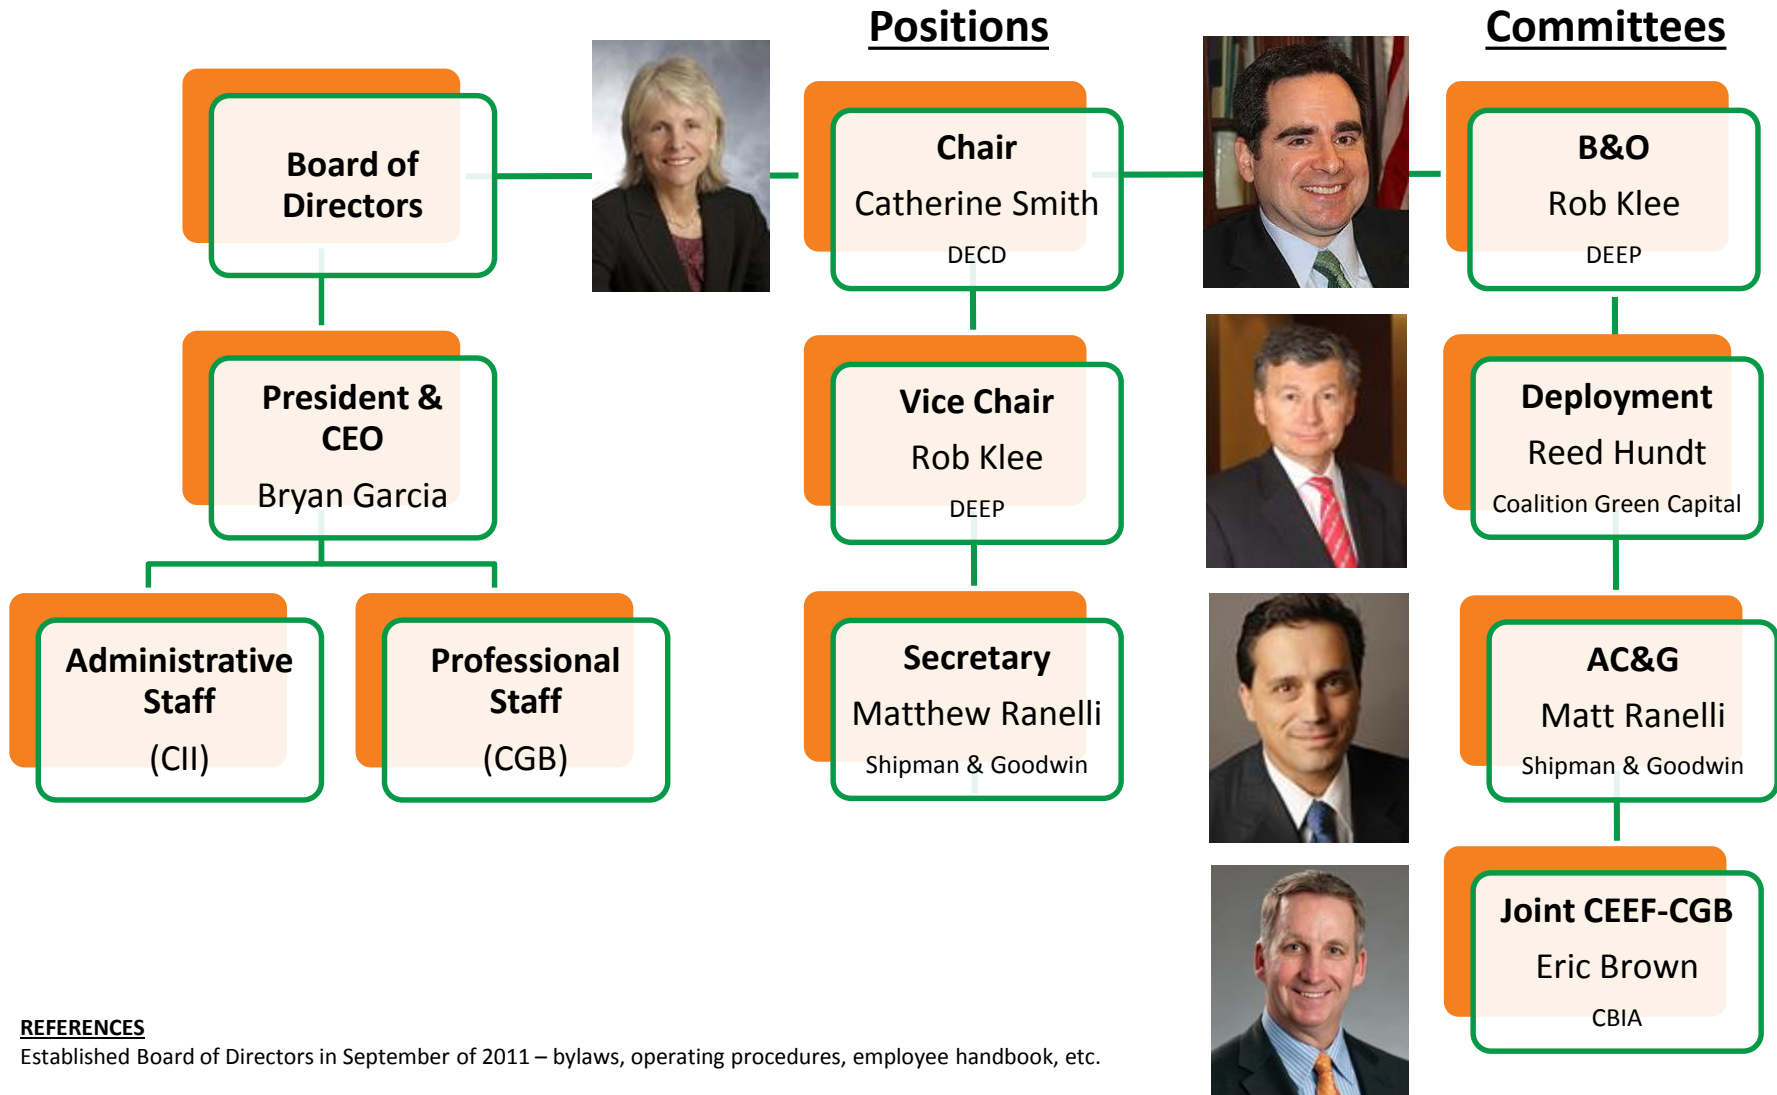 Positions
Committees
Board of
Directors
Chair
Catherine Smith
DECD
B&O
Rob Klee
DEEP
President &
CEO
Bryan Garcia
Vice Chair
Rob Klee
DEEP
Deployment
Reed Hundt
Coalition Green Capital
Administrative
Staff
(CII)
Professional
Staff
(CGB)
Secretary
Matthew Ranelli
Shipman & Goodwin
AC&G
Matt Ranelli
Shipman & Goodwin
Joint CEEF-CGB
Eric Brown
CBIA
REFERENCES
Established Board of Directors in September of 2011 – bylaws, operating procedures, employee handbook, etc.